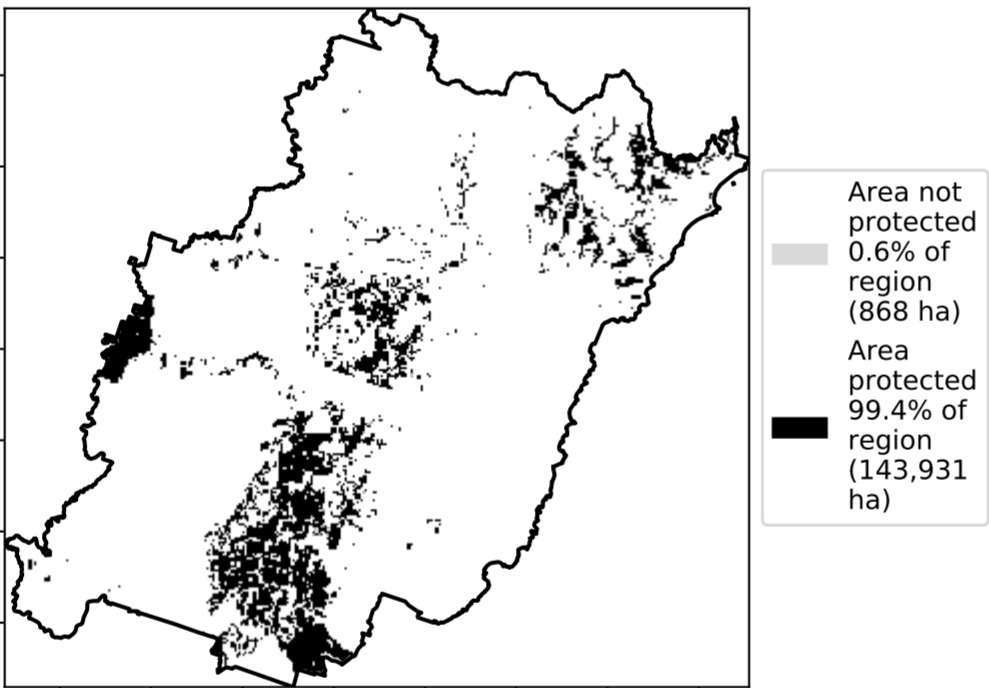 Area not
protected
0.6% of
region
(868 ha)
Area
protected
99.4% of
region
(143,931
ha)